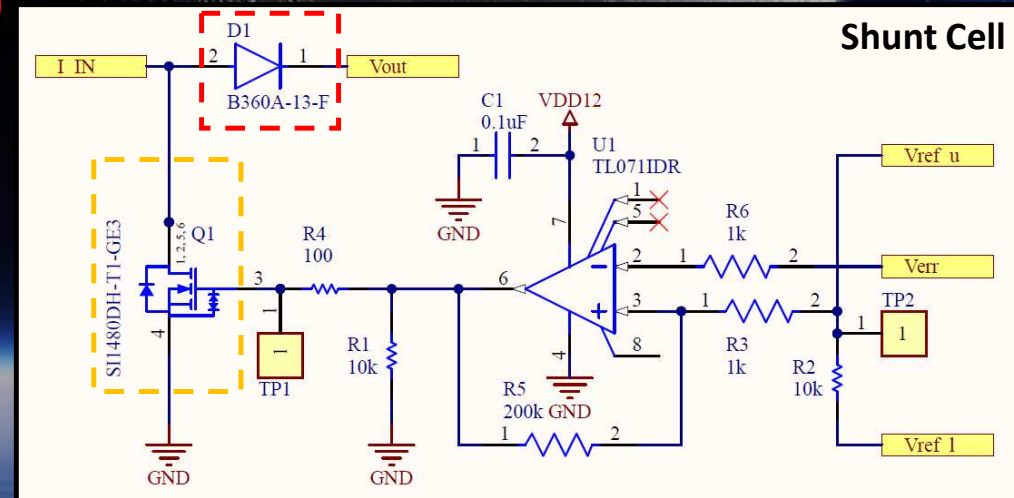 Shunt Cell
D1
I IN
2
1
Vout
B360A-13-F
C1
0.1uF
VDD12
1
2
U1
TL071IDR
1
5
Vref u
GND
7
R6
1k
SI1480DH-T1-GE3
1, 2, 5, 6
Q1
R4
100
2
1
2
Verr
3
6
3
1
2
TP2
1
1
4
1
1
TP1
R1
10k
4
8
R3
1k
R2
10k
R5
200k
GND
1
2
Vref l
GND
GND